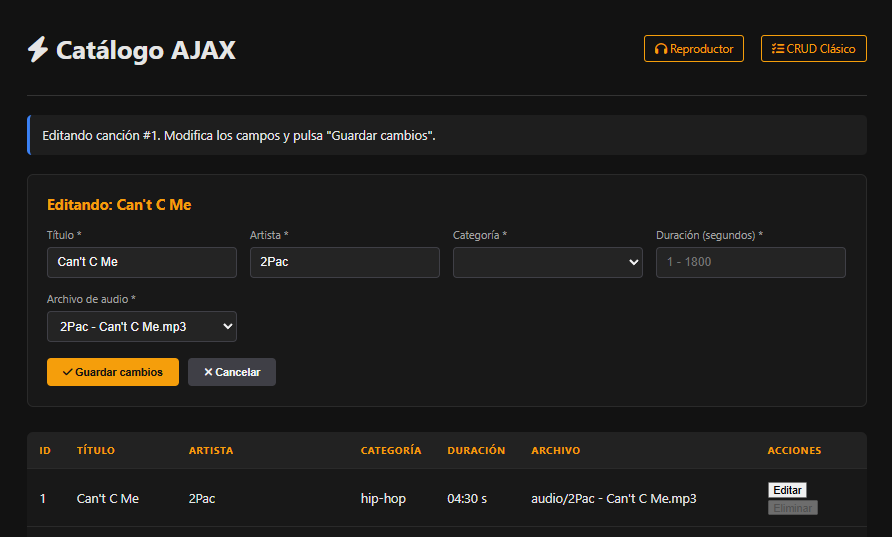 Catálogo AJAX
Reproductor
CRUD Clásico
Editando canción #1. Modifica los campos y pulsa "Guardar cambios".
Editando: Can't C Me
Título * Artista * Categoría * Duración (segundos) *
Can't C Me 2Pac 1 - 1800
Archivo de audio *
2Pac - Can't C Me.mp3
Guardar cambios Cancelar
ID TÍTULO ARTISTA CATEGORÍA DURACIÓN ARCHIVO ACCIONES
1 Can't C Me 2Pac hip-hop 04:30 s audio/2Pac - Can't C Me.mp3 Editar
Eliminar